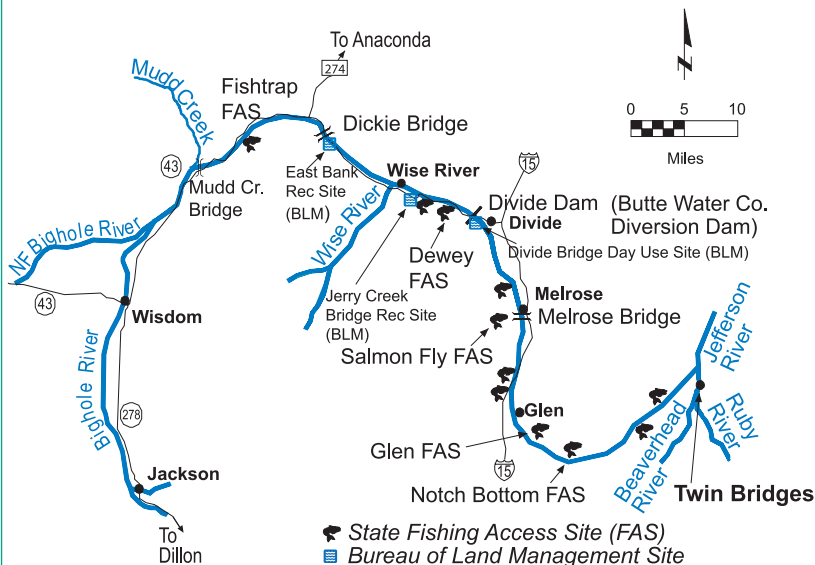 To Anaconda
274
Mudd Creek
Fishtrap
FAS
Dickie Bridge
N
0 5 10
Miles
43
Mudd Cr.
Bridge
East Bank
Rec Site
(BLM)
Wise River
15
Divide Dam
(Butte Water Co.
Diversion Dam)
Divide
Divide Bridge Day Use Site (BLM)
NF Bighole River
Wise River
Dewey
FAS
43
Wisdom
Jerry Creek
Bridge Rec Site
(BLM)
Melrose
Melrose Bridge
Salmon Fly FAS
Jefferson
River
Bighole River
278
Glen
Glen FAS
15
Notch Bottom FAS
Beaverhead
River
Ruby
River
Twin Bridges
Jackson
To
Dillon
State Fishing Access Site (FAS)
Bureau of Land Management Site